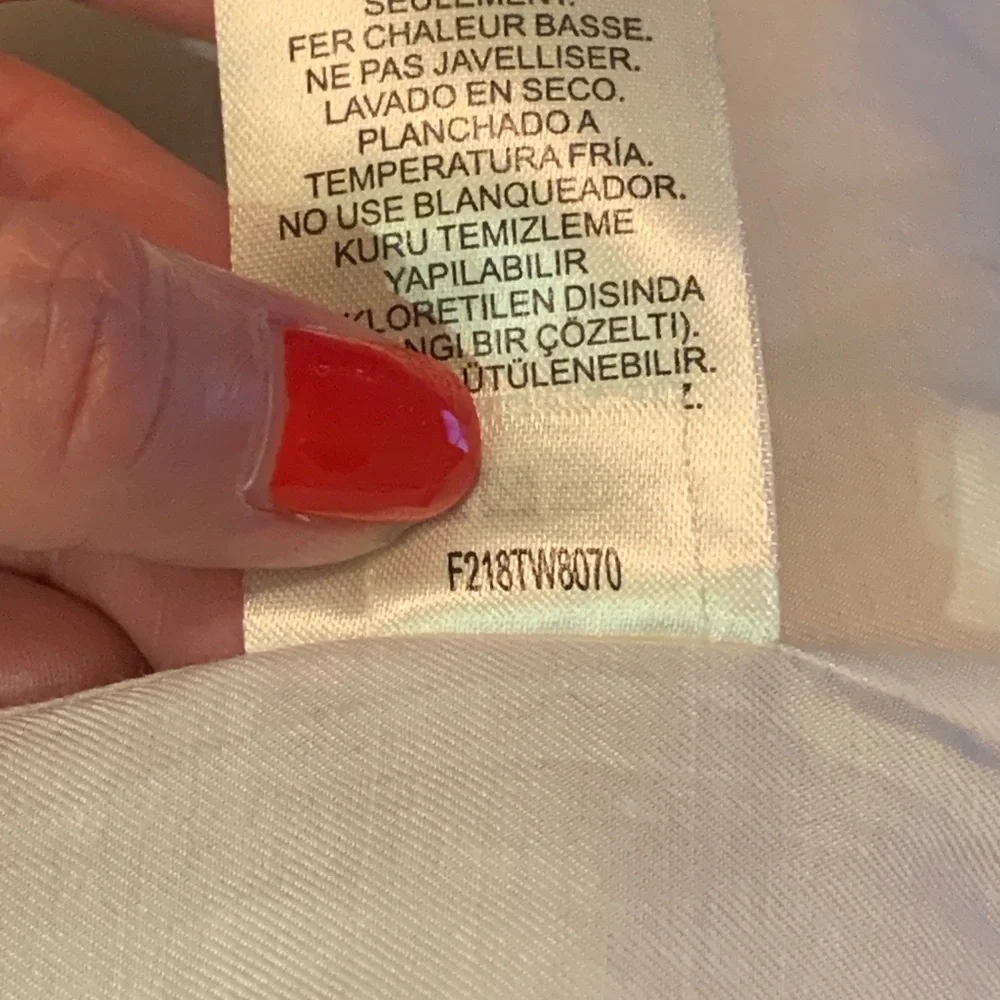 SEULEMENT.
FER CHALEUR BASSE.
NE PAS JAVELLISER.
LAVADO EN SECO.
PLANCHADO A
TEMPERATURA FRÍA.
NO USE BLANQUEADOR.
KURU TEMIZLEME
YAPILABILIR
DISINDA
BIR ÇÖZELTI).
ÜTÜLENEBILIR.
F218TW8070